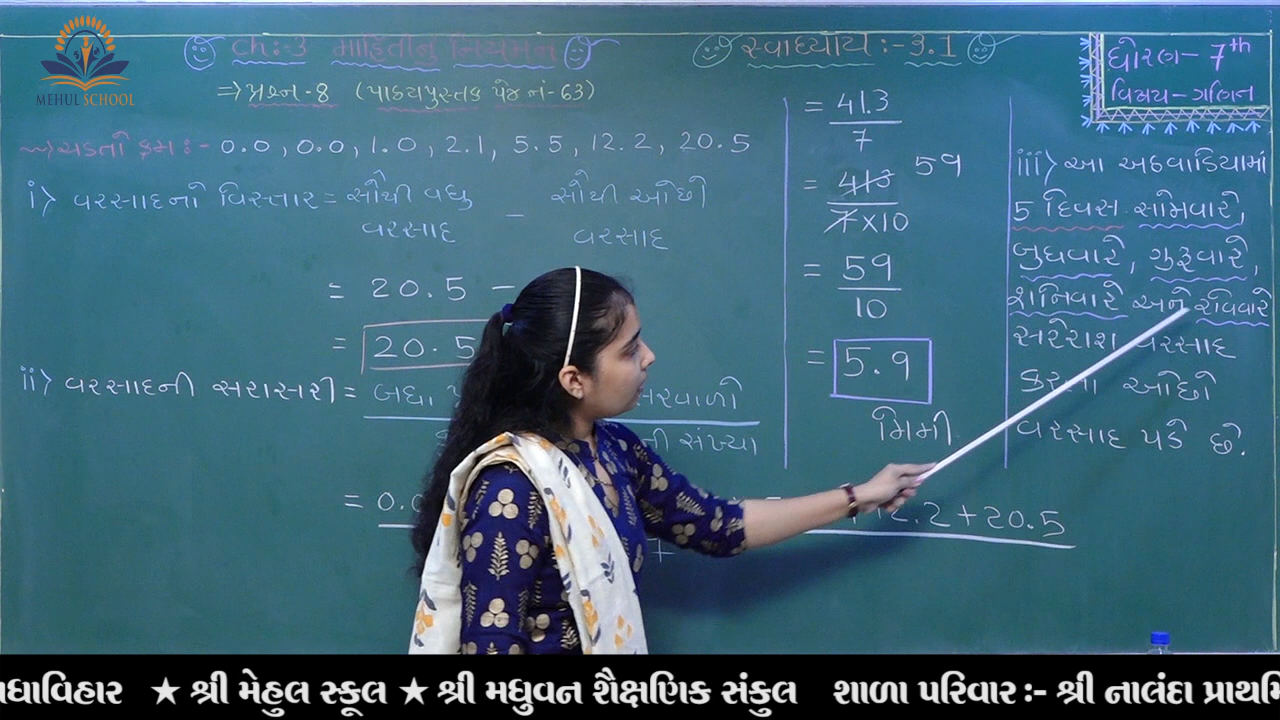 MEHUL SCHOOL
Ch:-3 માહિતીનું નિયમન
સ્વાધ્યાય :- 3.1
ધોરણ - 7th
વિષય - ગણિત
⇒ પ્રશ્ન - 8 (પાઠ્યપુસ્તક પેજ નં - 63)
ચડતો ક્રમ :- 0.0, 0.0, 1.0, 2.1, 5.5, 12.2, 20.5
i) વરસાદનો વિસ્તાર = સૌથી વધુ વરસાદ - સૌથી ઓછો વરસાદ
= 20.5 -
= 20.5
ii) વરસાદની સરાસરી = બધા સરવાળો
ની સંખ્યા
= 0.0 12.2 + 20.5
7
= 41.3
7
= 413 59
7 × 10
= 59
10
= 5.9
મિમી
iii) આ અઠવાડિયામાં
5 દિવસ સોમવારે,
બુધવારે, ગુરૂવારે,
શનિવારે અને રવિવારે
સરેરાશ વરસાદ
કરતા ઓછો
વરસાદ પડે છે.
ધાવિહાર ★ શ્રી મેહુલ સ્કૂલ ★ શ્રી મધુવન શૈક્ષણિક સંકુલ શાળા પરિવાર :- શ્રી નાલંદા પ્રાથમિ